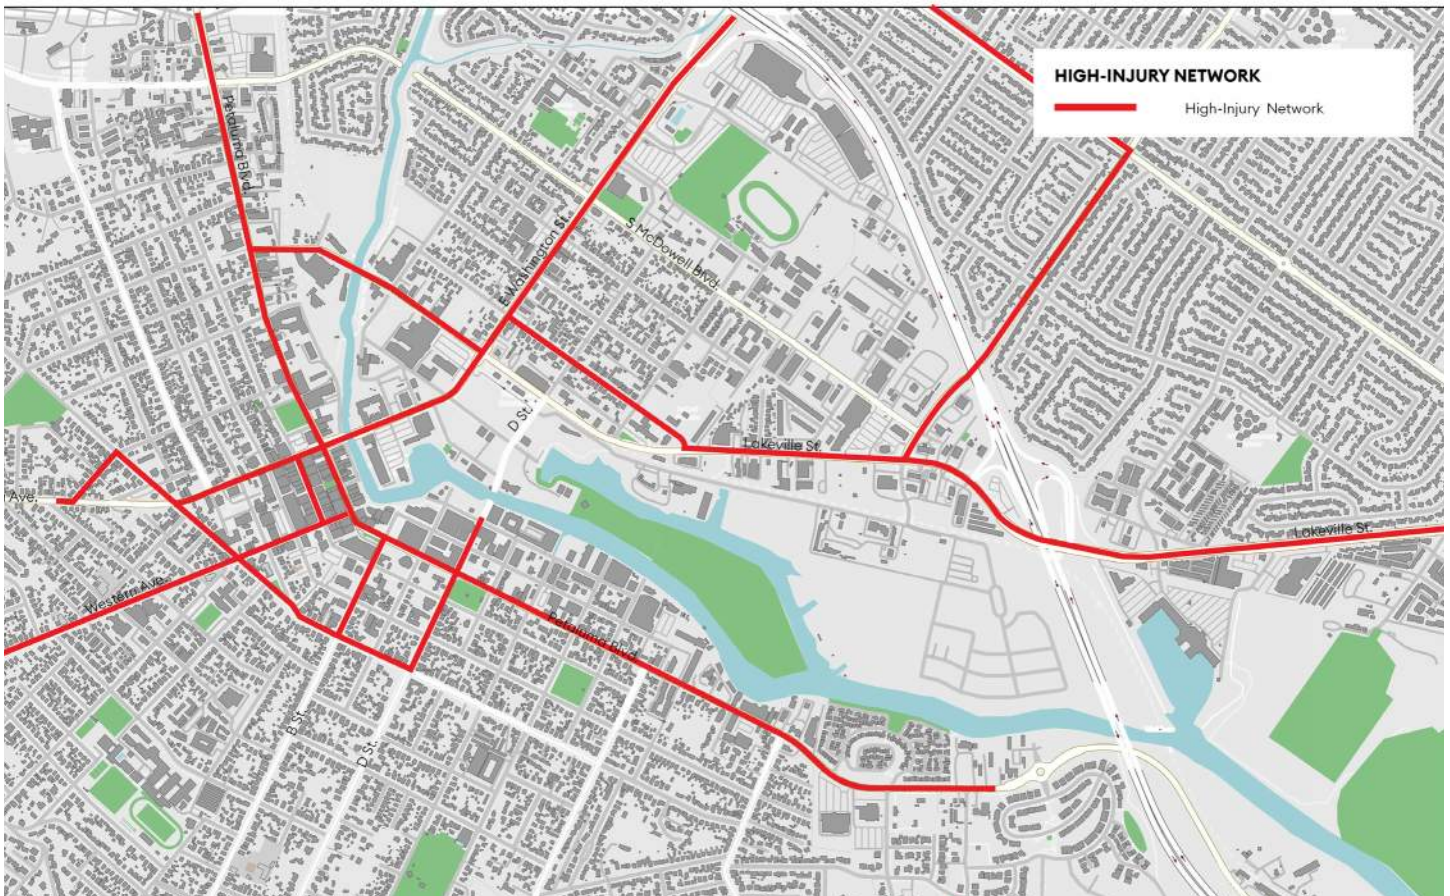 HIGH-INJURY NETWORK
High-Injury Network
Petaluma Blvd.
E Washington St.
S McDowell Blvd.
D St.
Lakeville St.
Ave.
Lakeville St.
Western Ave.
Petaluma Blvd.
B St.
D St.